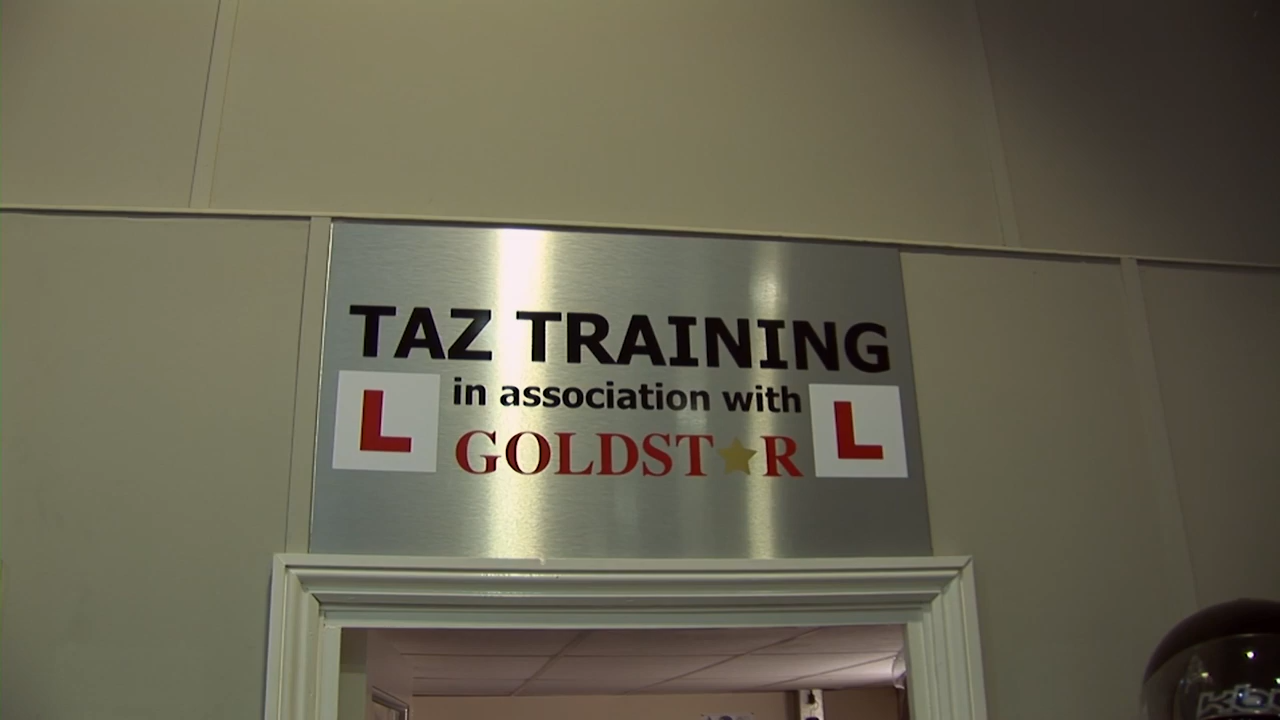 TAZ TRAINING
in association with
L
GOLDST★R
L